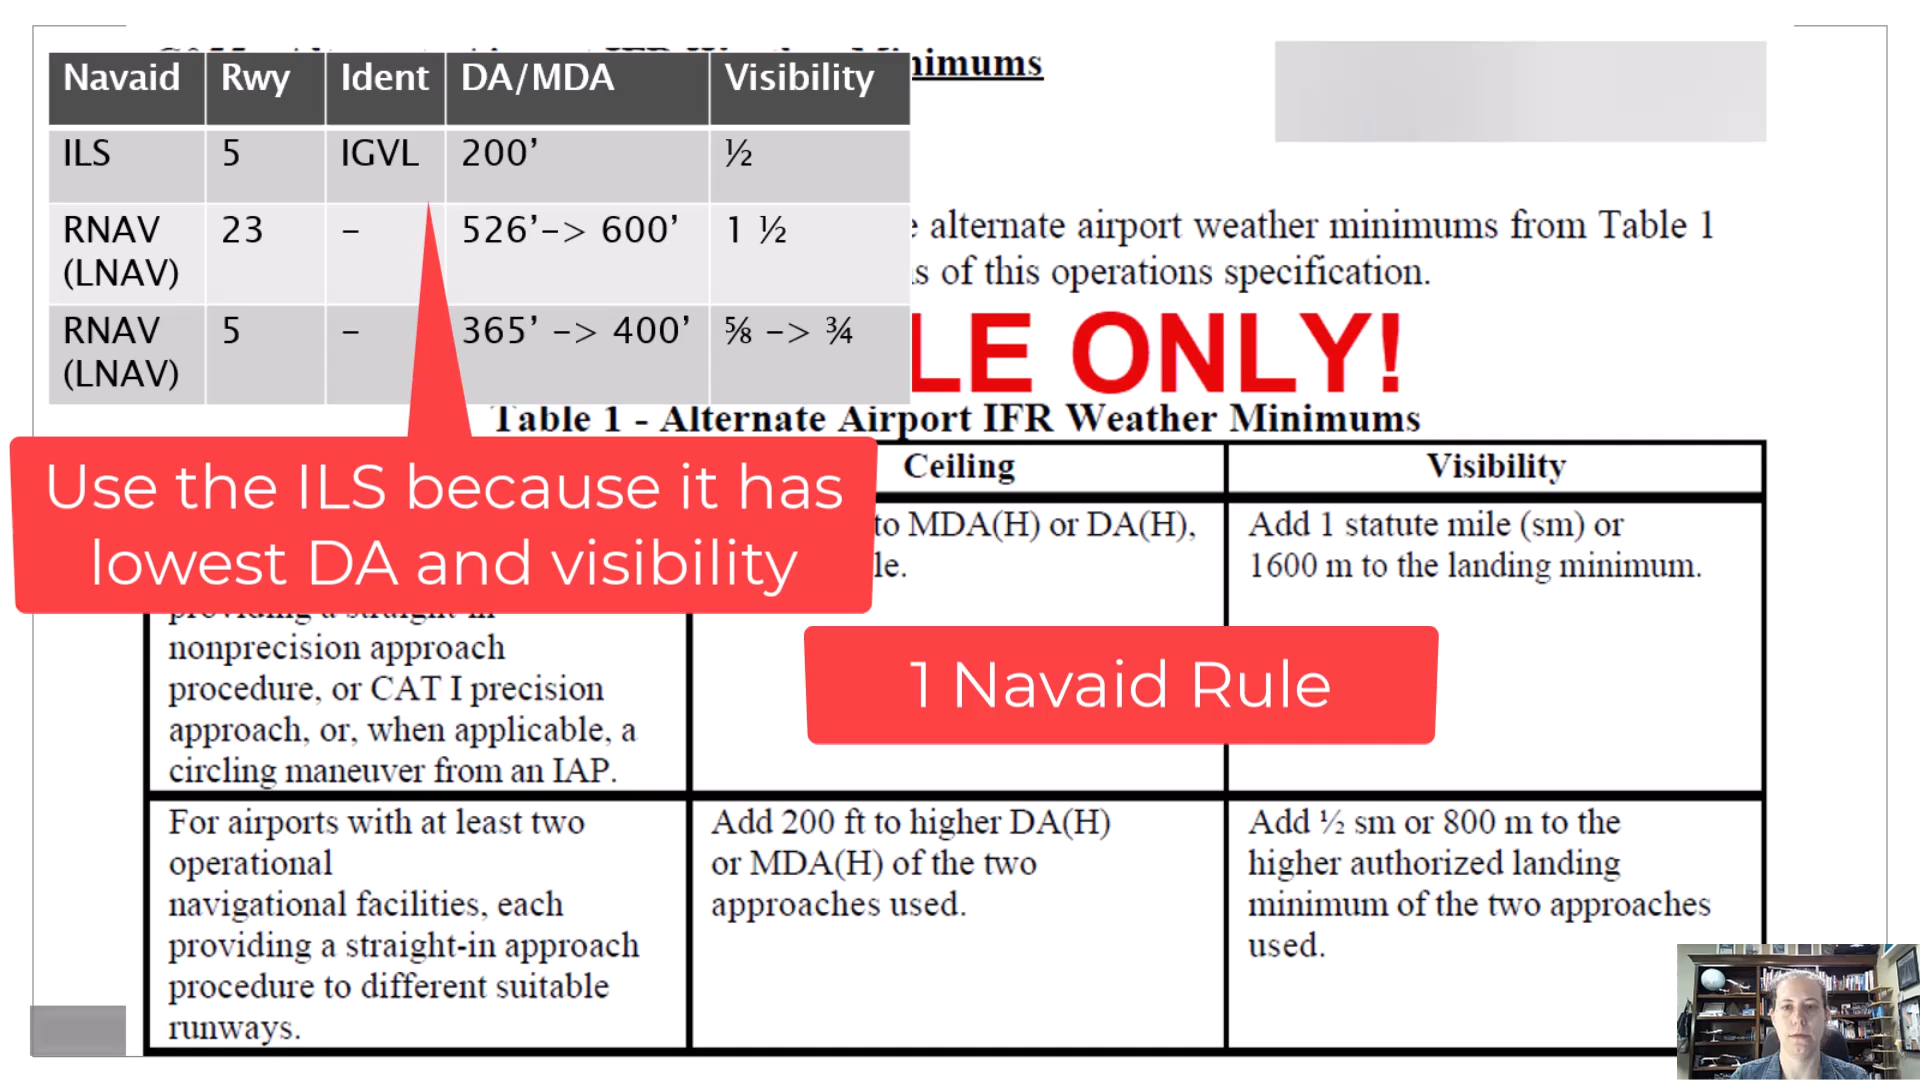 nimums
Navaid Rwy Ident DA/MDA Visibility
ILS 5 IGVL 200’ ½
RNAV (LNAV) 23 – 526’-> 600’ 1 ½
RNAV (LNAV) 5 – 365’ -> 400’ ⅝ -> ¾
alternate airport weather minimums from Table 1
of this operations specification.
LE ONLY!
Table 1 - Alternate Airport IFR Weather Minimums
Ceiling Visibility
Use the ILS because it has
lowest DA and visibility
to MDA(H) or DA(H),
le.
Add 1 statute mile (sm) or
1600 m to the landing minimum.
providing a straight-in
nonprecision approach
procedure, or CAT I precision
approach, or, when applicable, a
circling maneuver from an IAP.
1 Navaid Rule
For airports with at least two
operational
navigational facilities, each
providing a straight-in approach
procedure to different suitable
runways.
Add 200 ft to higher DA(H)
or MDA(H) of the two
approaches used.
Add ½ sm or 800 m to the
higher authorized landing
minimum of the two approaches
used.